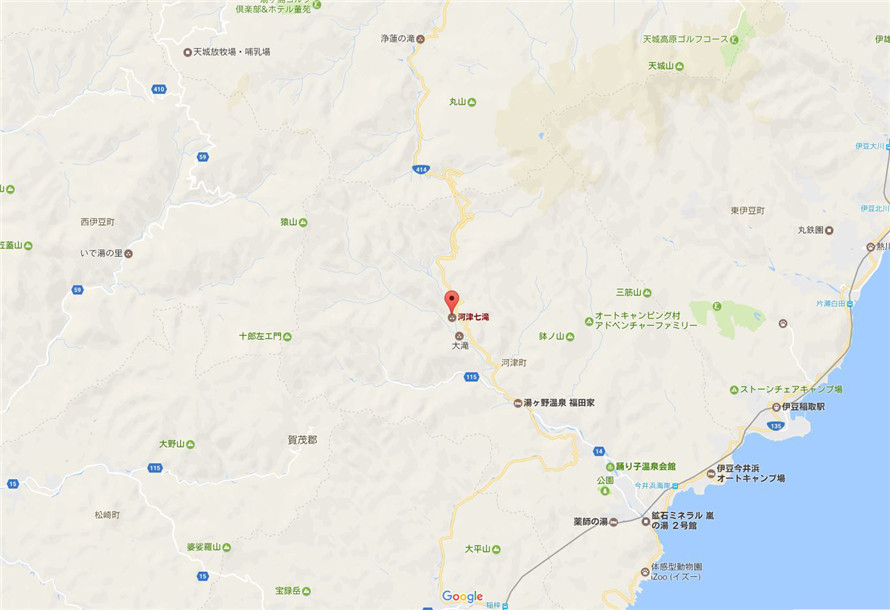 倶楽部&ホテル菫苑
浄蓮の滝
天城放牧場・哺乳場
天城高原ゴルフコース
天城山
410
丸山
59
414
伊豆大川
西伊豆町
猿山
東伊豆町
伊豆北川
丸鉄園
いで湯の里
熱川
59
三筋山
河津七滝
片瀬白田
オートキャンピング村
アドベンチャーファミリー
十郎左エ門
大滝
鉢ノ山
河津町
115
ストーンチェアキャンプ場
湯ヶ野温泉 福田家
伊豆稲取駅
135
大野山
賀茂郡
14
115
踊り子温泉会館
伊豆今井浜
オートキャンプ場
15
公園
今井浜海岸
松崎町
薬師の湯
鉱石ミネラル 嵐
の湯 2号館
婆娑羅山
大平山
15
体感型動物園
iZoo (イズー)
宝録岳
Google
稲梓